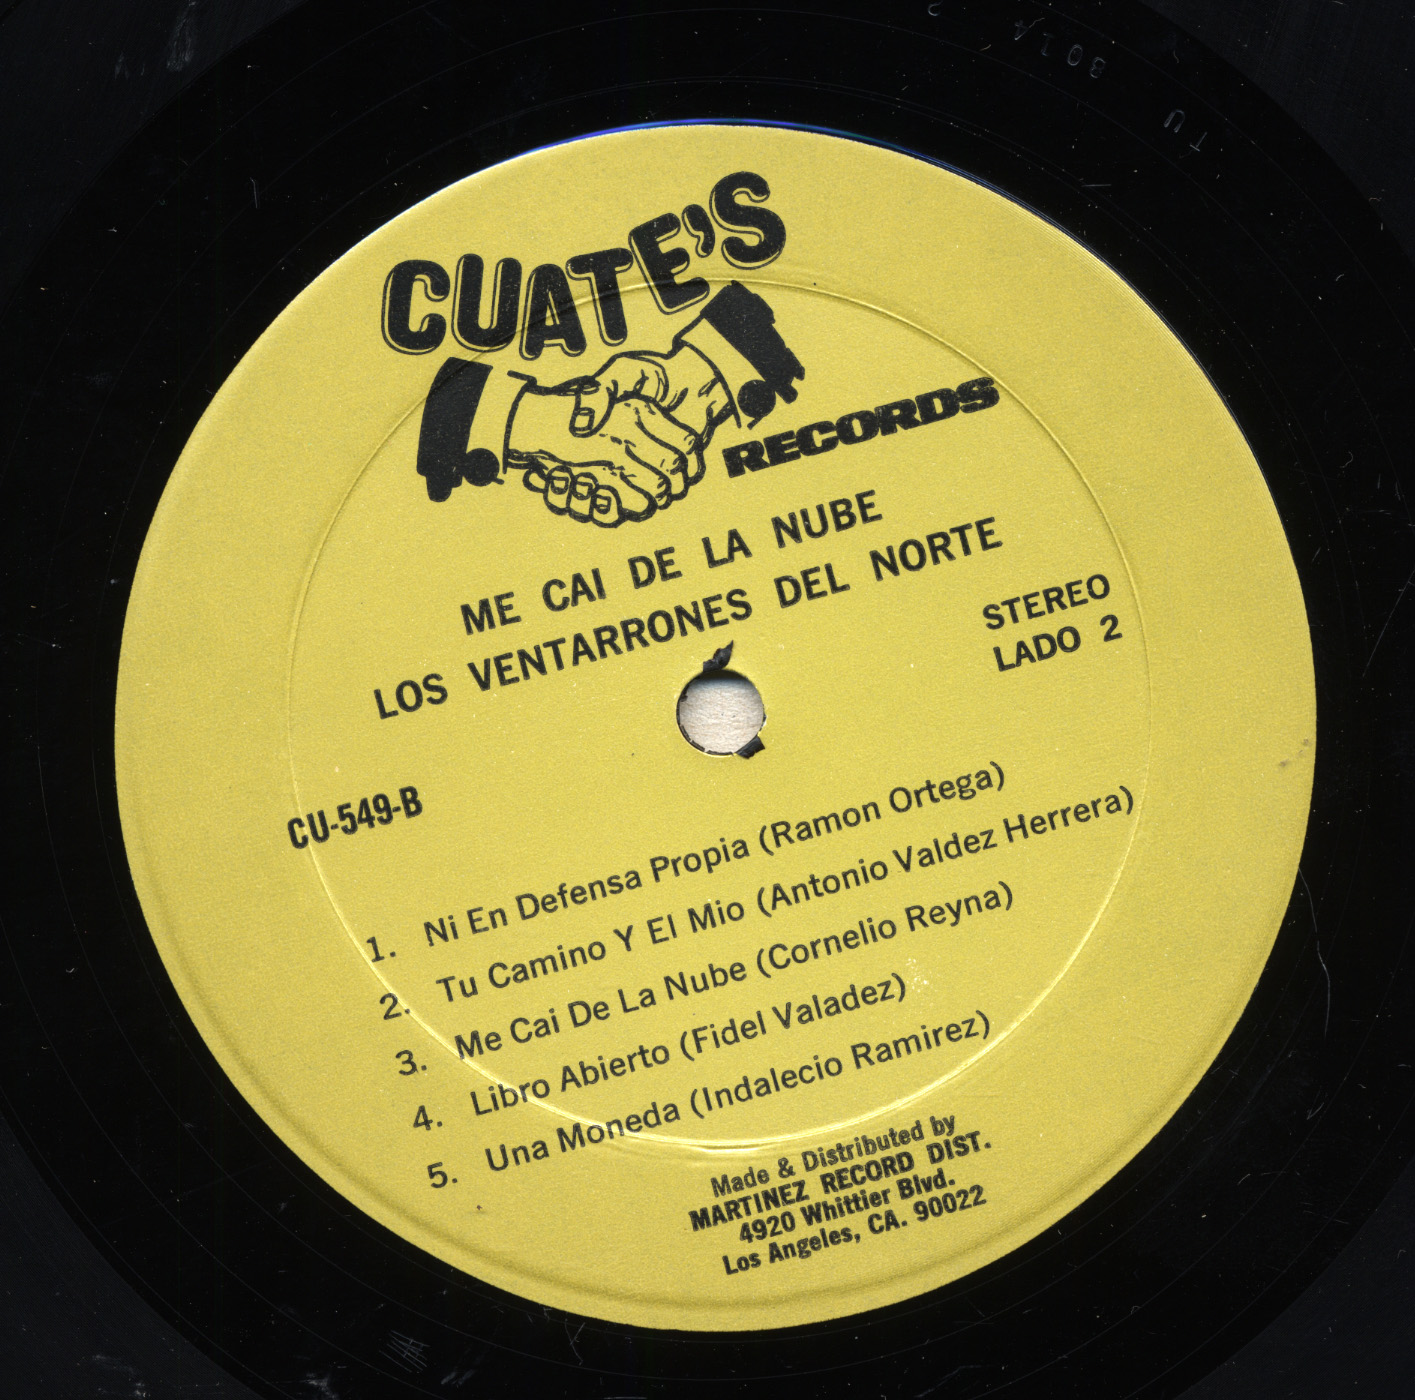 CUATE'S
RECORDS
ME CAI DE LA NUBE
LOS VENTARRONES DEL NORTE
STEREO
LADO 2
CU-549-B
1. Ni En Defensa Propia (Ramon Ortega)
2. Tu Camino Y El Mio (Antonio Valdez Herrera)
3. Me Cai De La Nube (Cornelio Reyna)
4. Libro Abierto (Fidel Valadez)
5. Una Moneda (Indalecio Ramirez)
Made & Distributed by
MARTINEZ RECORD DIST.
4920 Whittier Blvd.
Los Angeles, CA. 90022